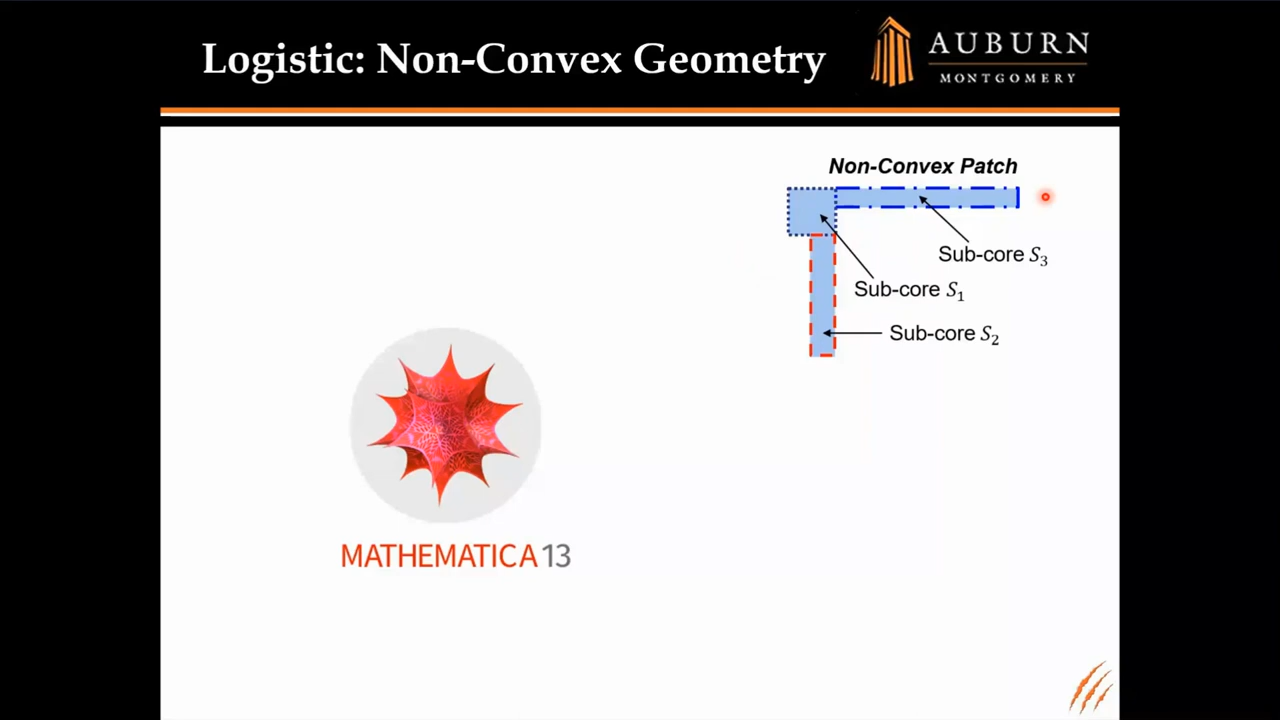 Logistic: Non-Convex Geometry
AUBURN
MONTGOMERY
Non-Convex Patch
Sub-core S₃
Sub-core S₁
Sub-core S₂
MATHEMATICA 13